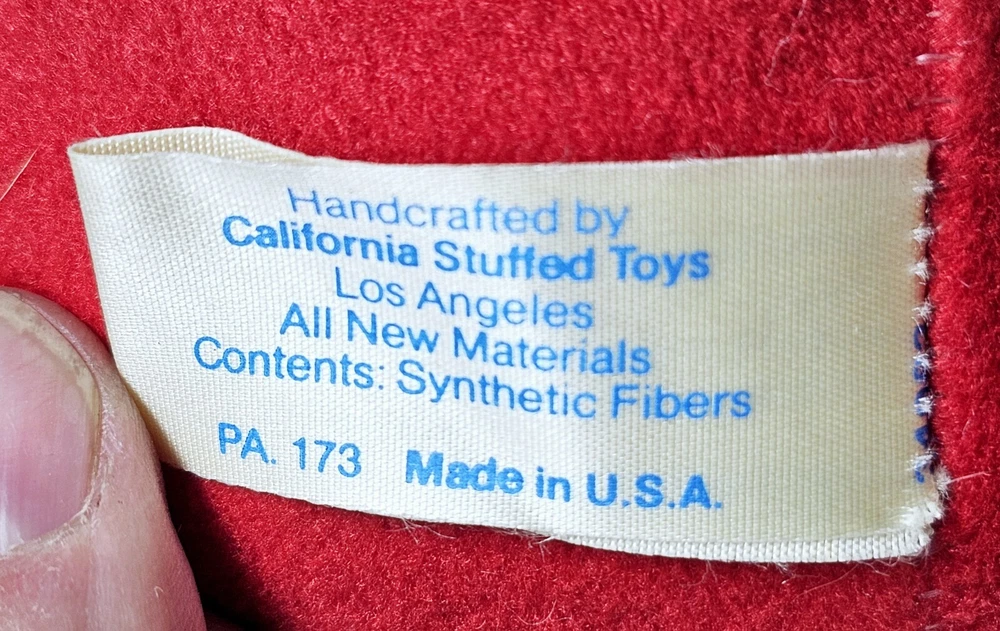 Handcrafted by
California Stuffed Toys
Los Angeles
All New Materials
Contents: Synthetic Fibers
PA. 173 Made in U.S.A.